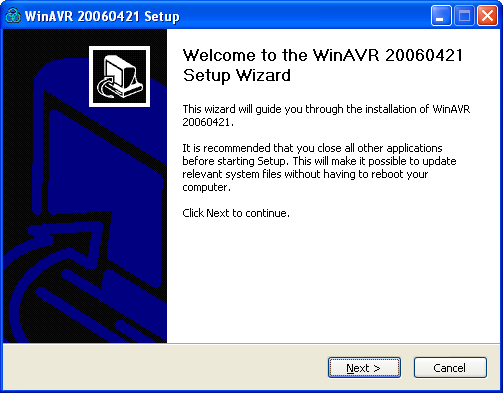 WinAVR 20060421 Setup
Welcome to the WinAVR 20060421
Setup Wizard
This wizard will guide you through the installation of WinAVR
20060421.
It is recommended that you close all other applications
before starting Setup. This will make it possible to update
relevant system files without having to reboot your
computer.
Click Next to continue.
Next >
Cancel